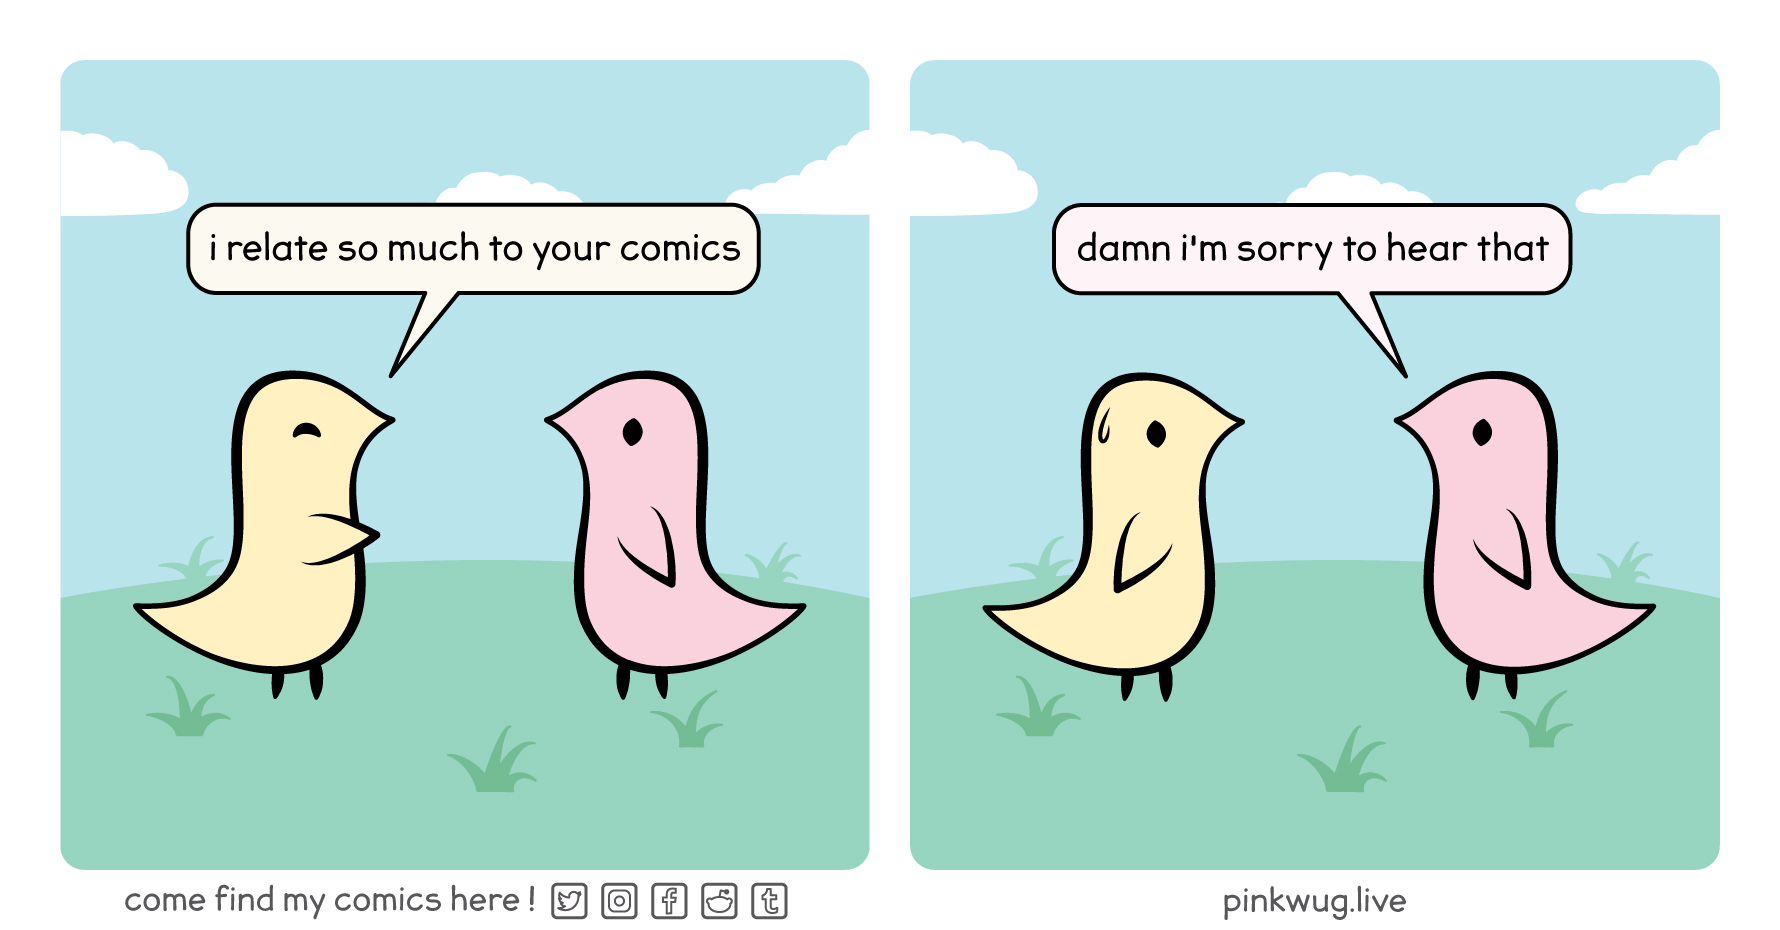 i relate so much to your comics
damn i'm sorry to hear that
come find my comics here !
pinkwug.live